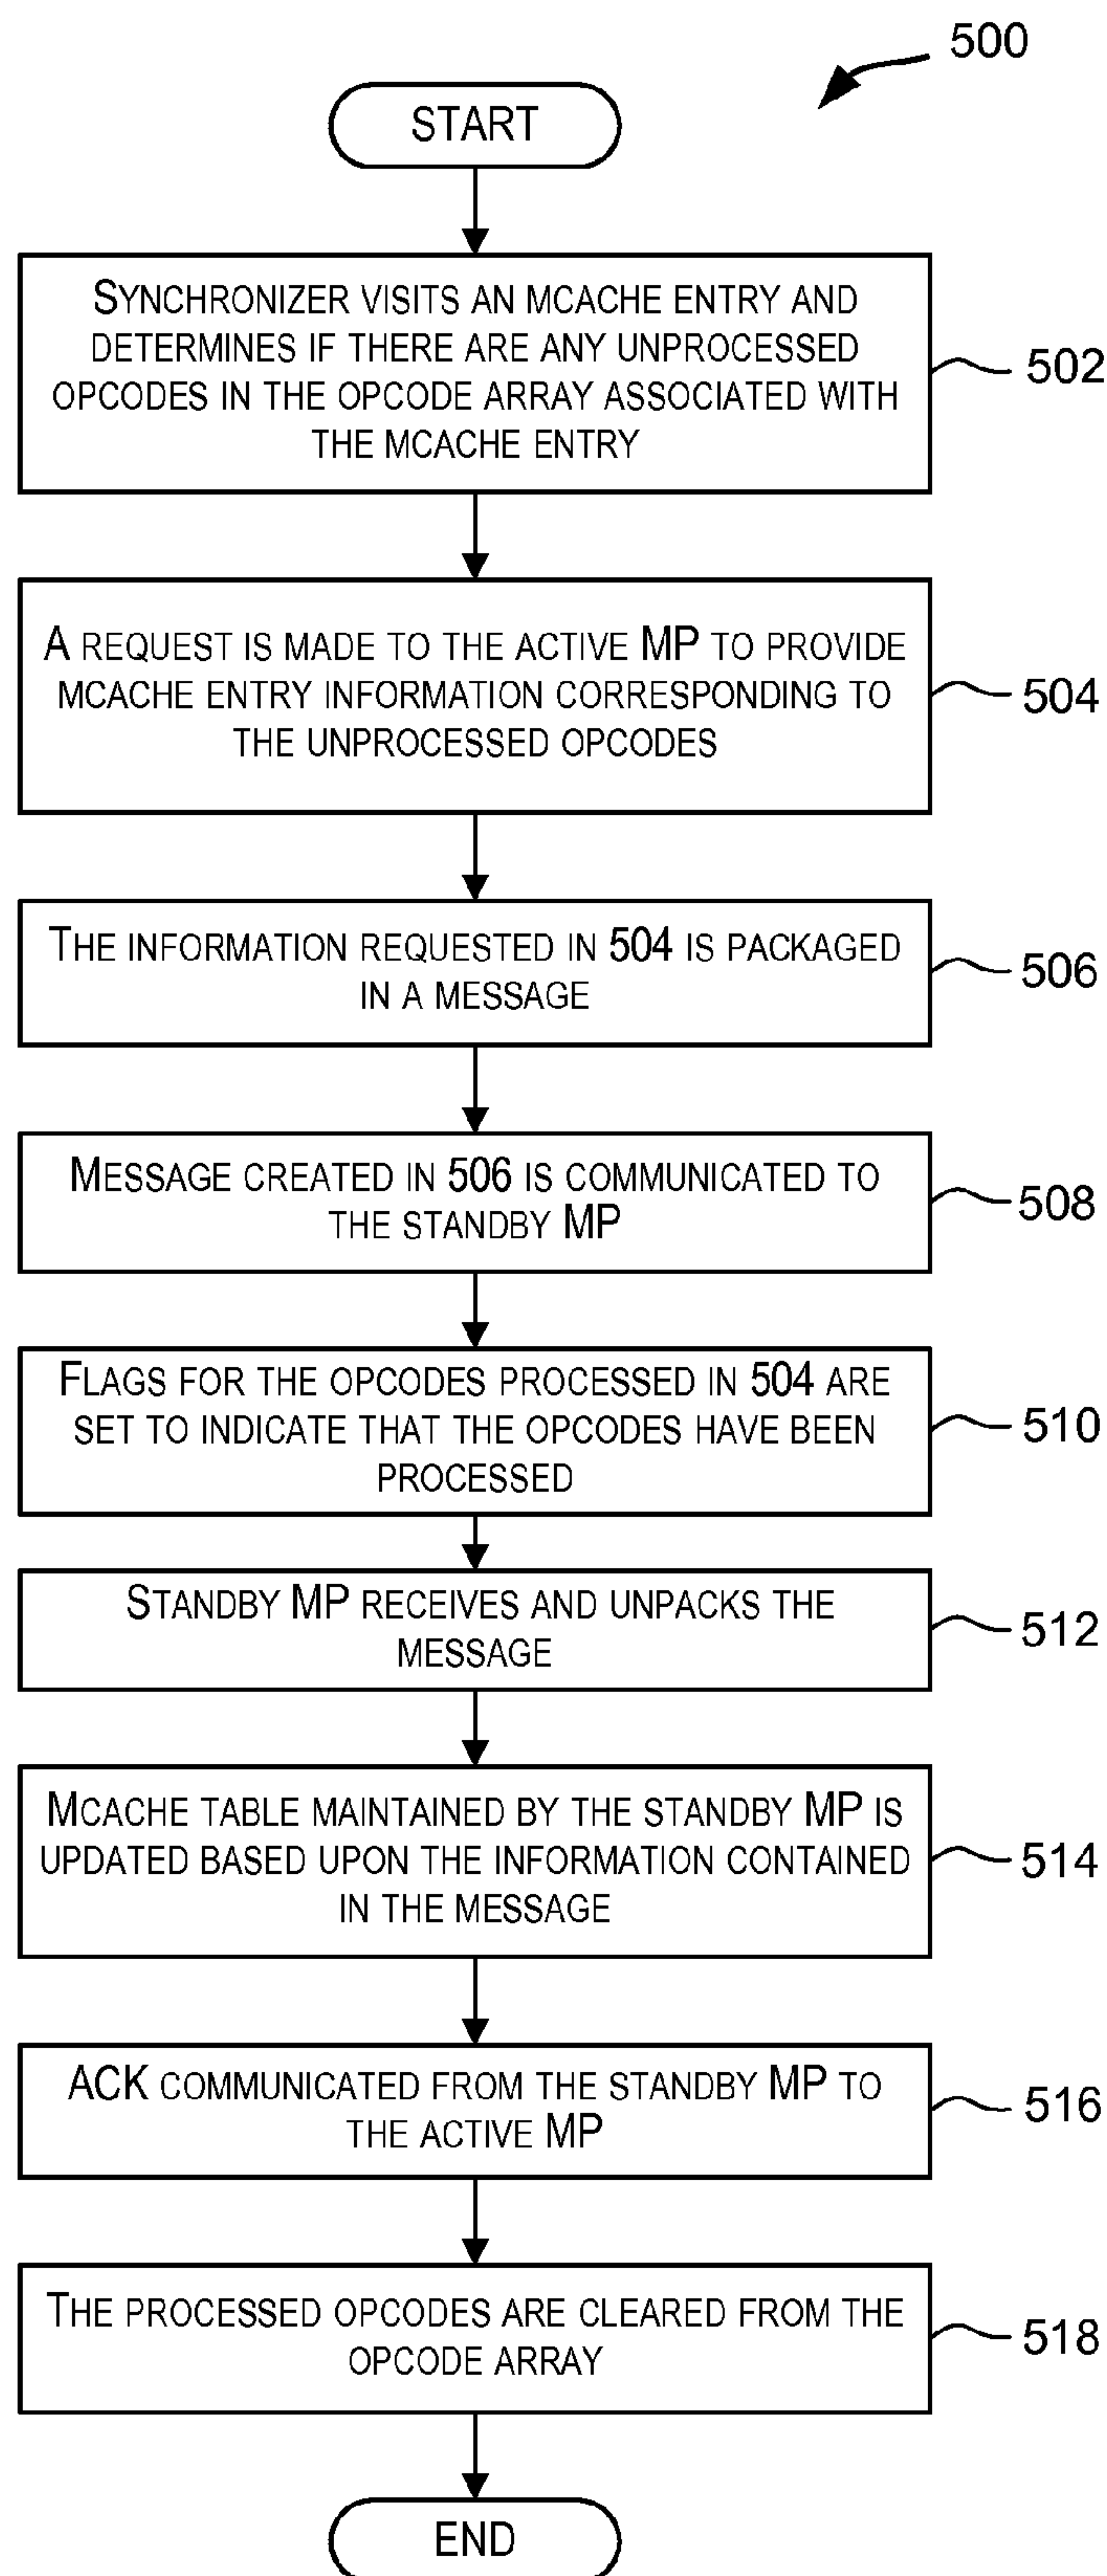 500
START
SYNCHRONIZER VISITS AN MCACHE ENTRY AND
DETERMINES IF THERE ARE ANY UNPROCESSED
OPCODES IN THE OPCODE ARRAY ASSOCIATED WITH
THE MCACHE ENTRY
502
A REQUEST IS MADE TO THE ACTIVE MP TO PROVIDE
MCACHE ENTRY INFORMATION CORRESPONDING TO
THE UNPROCESSED OPCODES
504
THE INFORMATION REQUESTED IN 504 IS PACKAGED
IN A MESSAGE
506
MESSAGE CREATED IN 506 IS COMMUNICATED TO
THE STANDBY MP
508
FLAGS FOR THE OPCODES PROCESSED IN 504 ARE
SET TO INDICATE THAT THE OPCODES HAVE BEEN
PROCESSED
510
STANDBY MP RECEIVES AND UNPACKS THE
MESSAGE
512
MCACHE TABLE MAINTAINED BY THE STANDBY MP IS
UPDATED BASED UPON THE INFORMATION CONTAINED
IN THE MESSAGE
514
ACK COMMUNICATED FROM THE STANDBY MP TO
THE ACTIVE MP
516
THE PROCESSED OPCODES ARE CLEARED FROM THE
OPCODE ARRAY
518
END